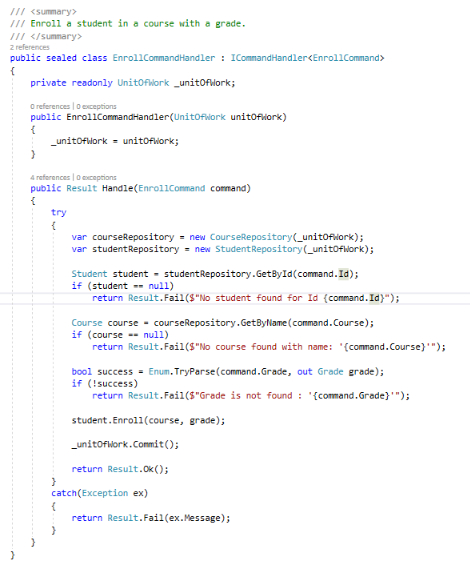 /// <summary>
/// Enroll a student in a course with a grade.
/// </summary>
2 references
public sealed class EnrollCommandHandler : ICommandHandler<EnrollCommand>
{
private readonly UnitOfWork _unitOfWork;
0 references | 0 exceptions
public EnrollCommandHandler(UnitOfWork unitOfWork)
{
_unitOfWork = unitOfWork;
}
4 references | 0 exceptions
public Result Handle(EnrollCommand command)
{
try
{
var courseRepository = new CourseRepository(_unitOfWork);
var studentRepository = new StudentRepository(_unitOfWork);
Student student = studentRepository.GetById(command.Id);
if (student == null)
return Result.Fail($"No student found for Id {command.Id}");
Course course = courseRepository.GetByName(command.Course);
if (course == null)
return Result.Fail($"No course found with name: '{command.Course}'");
bool success = Enum.TryParse(command.Grade, out Grade grade);
if (!success)
return Result.Fail($"Grade is not found : '{command.Grade}'");
student.Enroll(course, grade);
_unitOfWork.Commit();
return Result.Ok();
}
catch(Exception ex)
{
return Result.Fail(ex.Message);
}
}
}